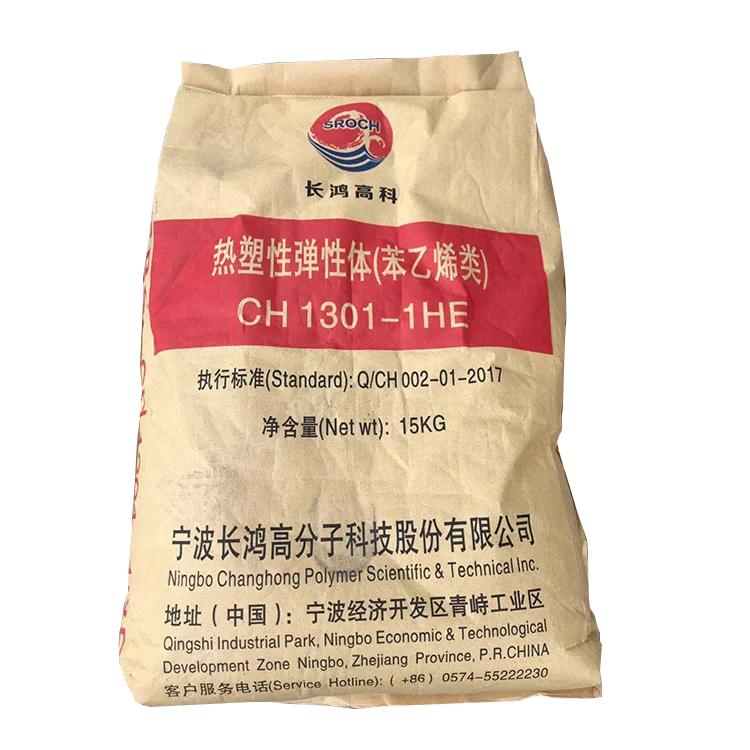 SROCH
长鸿高科
热塑性弹性体(苯乙烯类)
CH 1301-1HE
执行标准(Standard): Q/CH 002-01-2017
净含量(Net wt): 15KG
宁波长鸿高分子科技股份有限公司
Ningbo Changhong Polymer Scientific & Technical Inc.
地址(中国): 宁波经济开发区青峙工业区
Qingshi Industrial Park, Ningbo Economic & Technological
Development Zone Ningbo, Zhejiang Province, P.R.CHINA
客户服务电话(Service Hotline): (+86) 0574-55222230